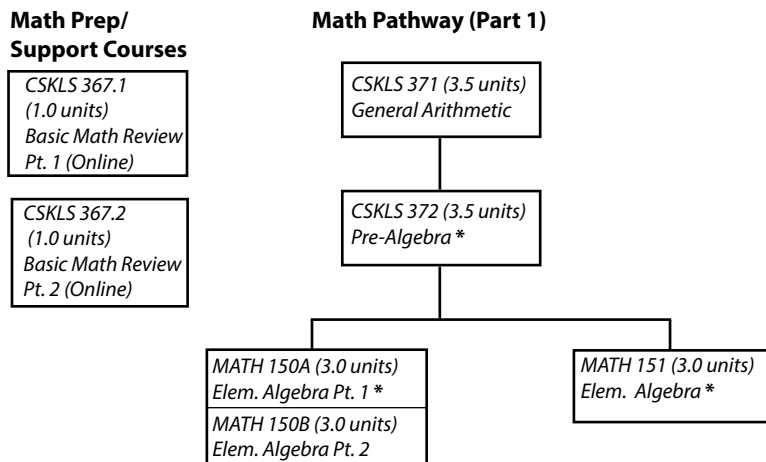 Math Prep/
Support Courses
CSKLS 367.1
(1.0 units)
Basic Math Review
Pt. 1 (Online)
CSKLS 367.2
(1.0 units)
Basic Math Review
Pt. 2 (Online)
Math Pathway (Part 1)
CSKLS 371 (3.5 units)
General Arithmetic
CSKLS 372 (3.5 units)
Pre-Algebra *
MATH 150A (3.0 units)
Elem. Algebra Pt. 1 *
MATH 150B (3.0 units)
Elem. Algebra Pt. 2
MATH 151 (3.0 units)
Elem. Algebra *